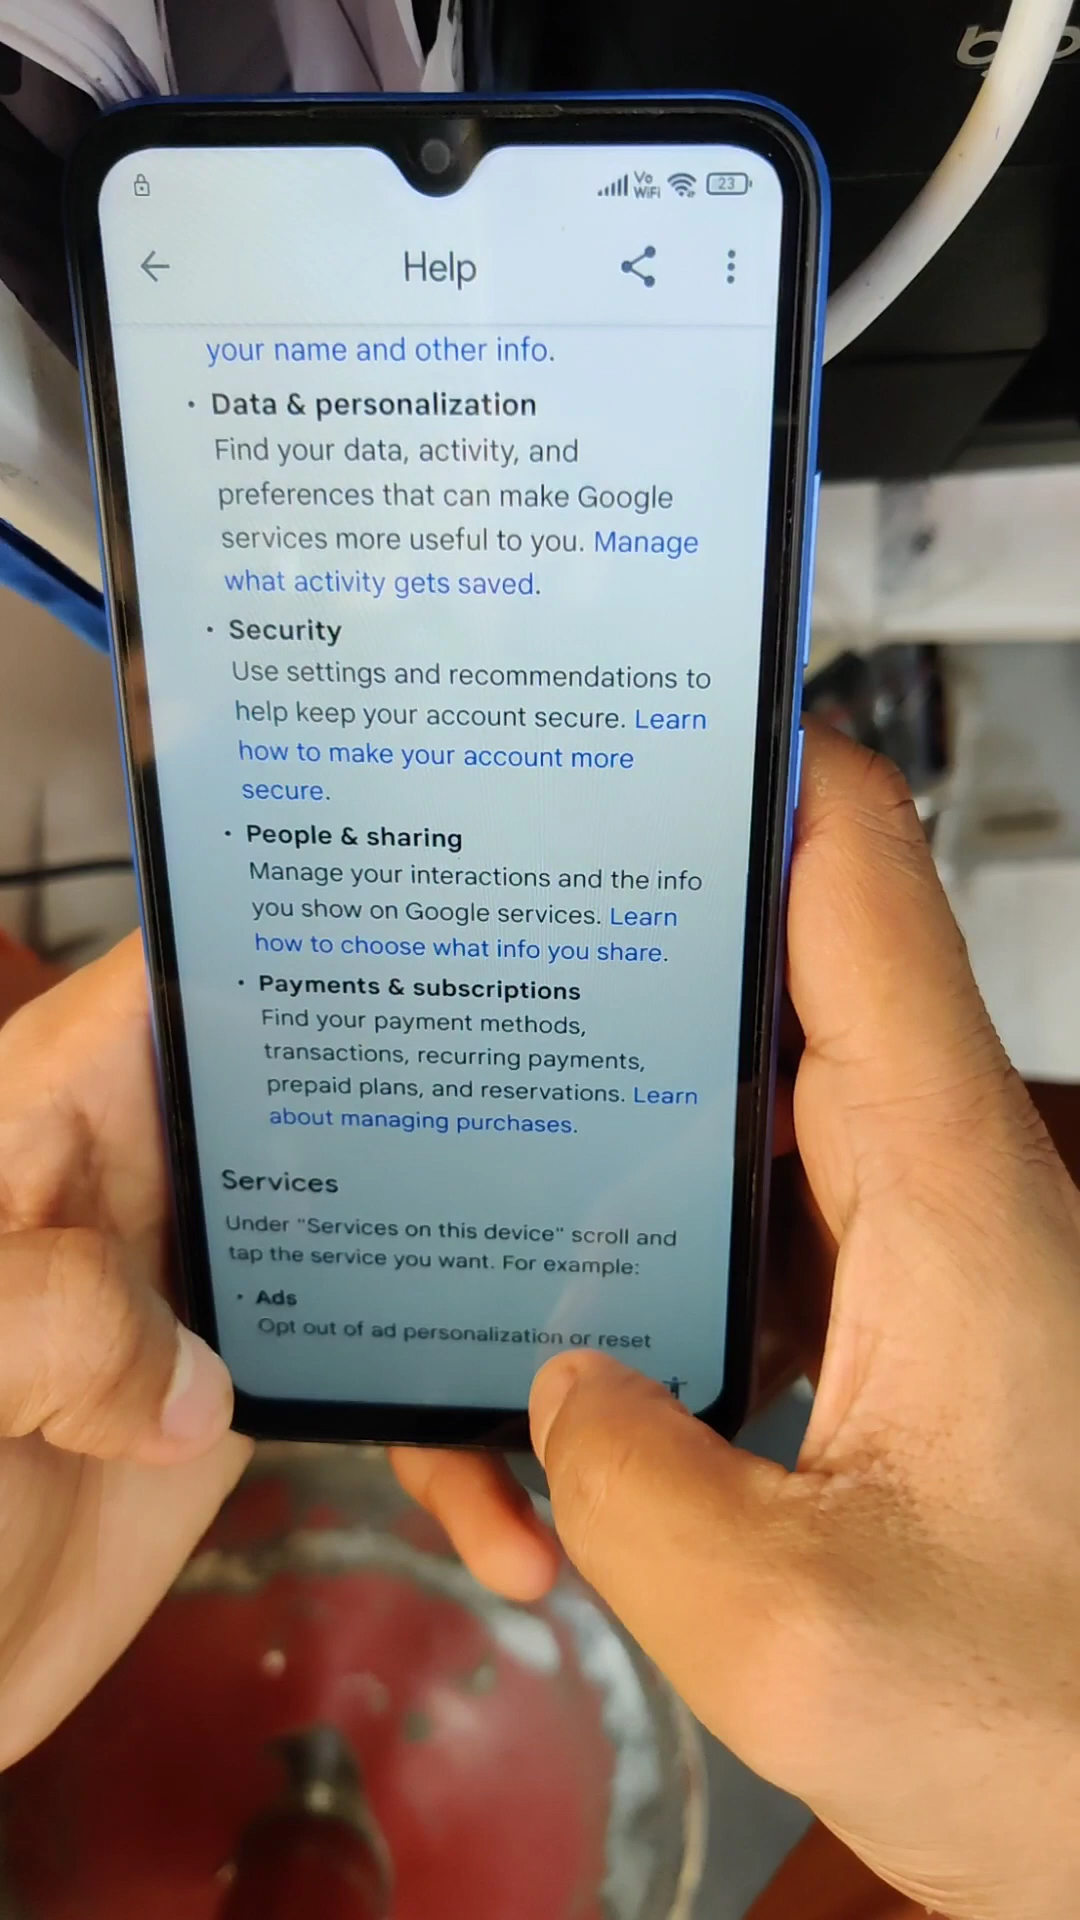 Vo
WiFi
23
Help
your name and other info.
• Data & personalization
Find your data, activity, and
preferences that can make Google
services more useful to you. Manage
what activity gets saved.
• Security
Use settings and recommendations to
help keep your account secure. Learn
how to make your account more
secure.
• People & sharing
Manage your interactions and the info
you show on Google services. Learn
how to choose what info you share.
• Payments & subscriptions
Find your payment methods,
transactions, recurring payments,
prepaid plans, and reservations. Learn
about managing purchases.
Services
Under "Services on this device" scroll and
tap the service you want. For example:
• Ads
Opt out of ad personalization or reset